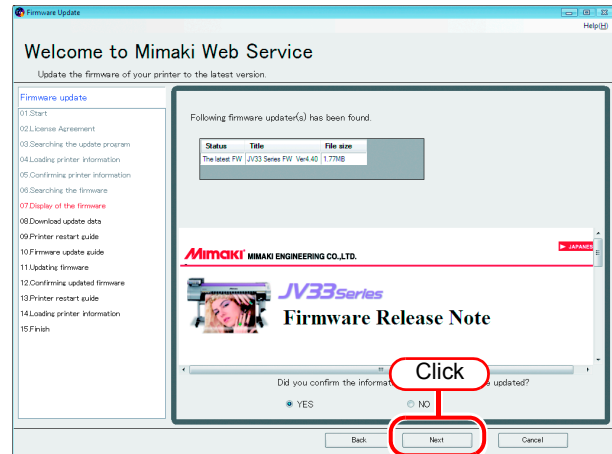 Firmware Update
Help(H)
Welcome to Mimaki Web Service
Update the firmware of your printer to the latest version.
Firmware update
01.Start
02.License Agreement
03.Searching the update program
04.Loading printer information
05.Confirming printer information
06.Searching the firmware
07.Display of the firmware
08.Download update data
09.Printer restart guide
10.Firmware update guide
11.Updating firmware
12.Confirming updated firmware
13.Printer restart guide
14.Loading printer information
15.Finish
Following firmware updater(s) has been found.
Status Title File size
The latest FW JV33 Series FW Ver4.40 1.77MB
Mimaki MIMAKI ENGINEERING CO.,LTD.
JAPANES
JV33Series
Firmware Release Note
Click
Did you confirm the informat updated?
YES NO
Back Next Cancel